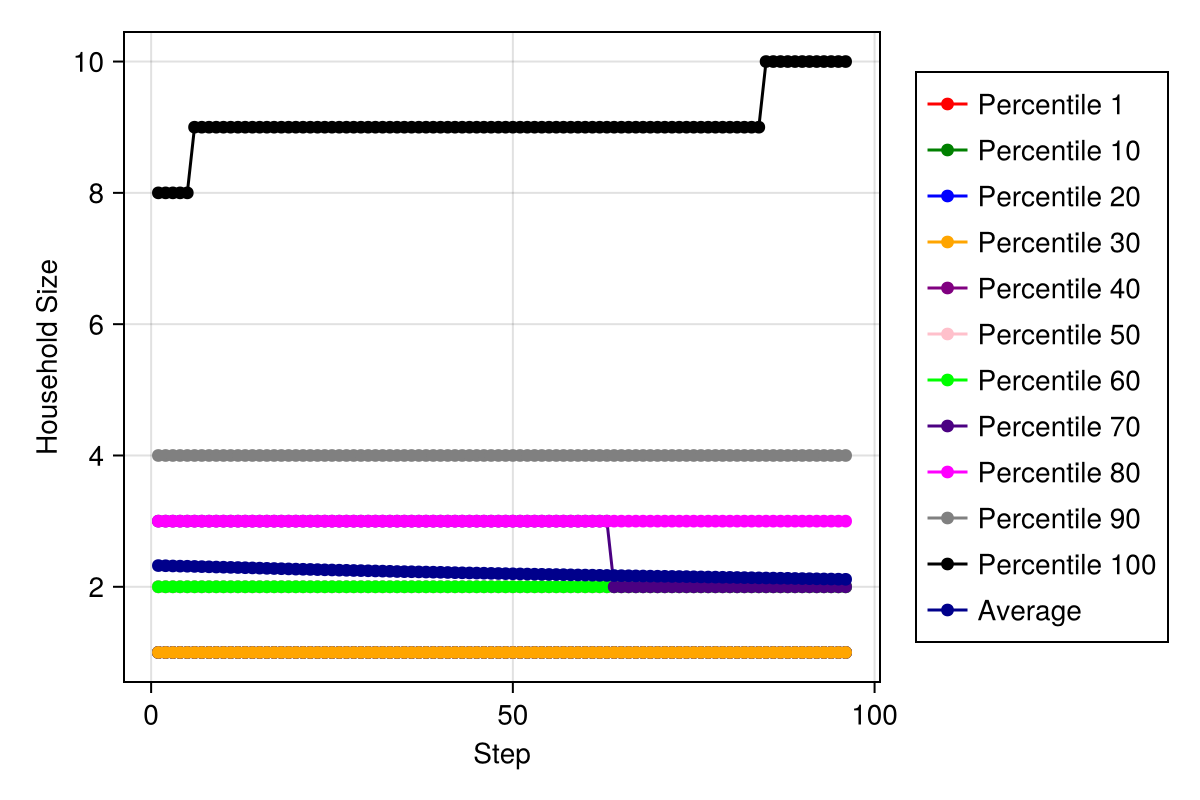 Household Size
10
8
6
4
2
0
50
100
Step
Percentile 1
Percentile 10
Percentile 20
Percentile 30
Percentile 40
Percentile 50
Percentile 60
Percentile 70
Percentile 80
Percentile 90
Percentile 100
Average